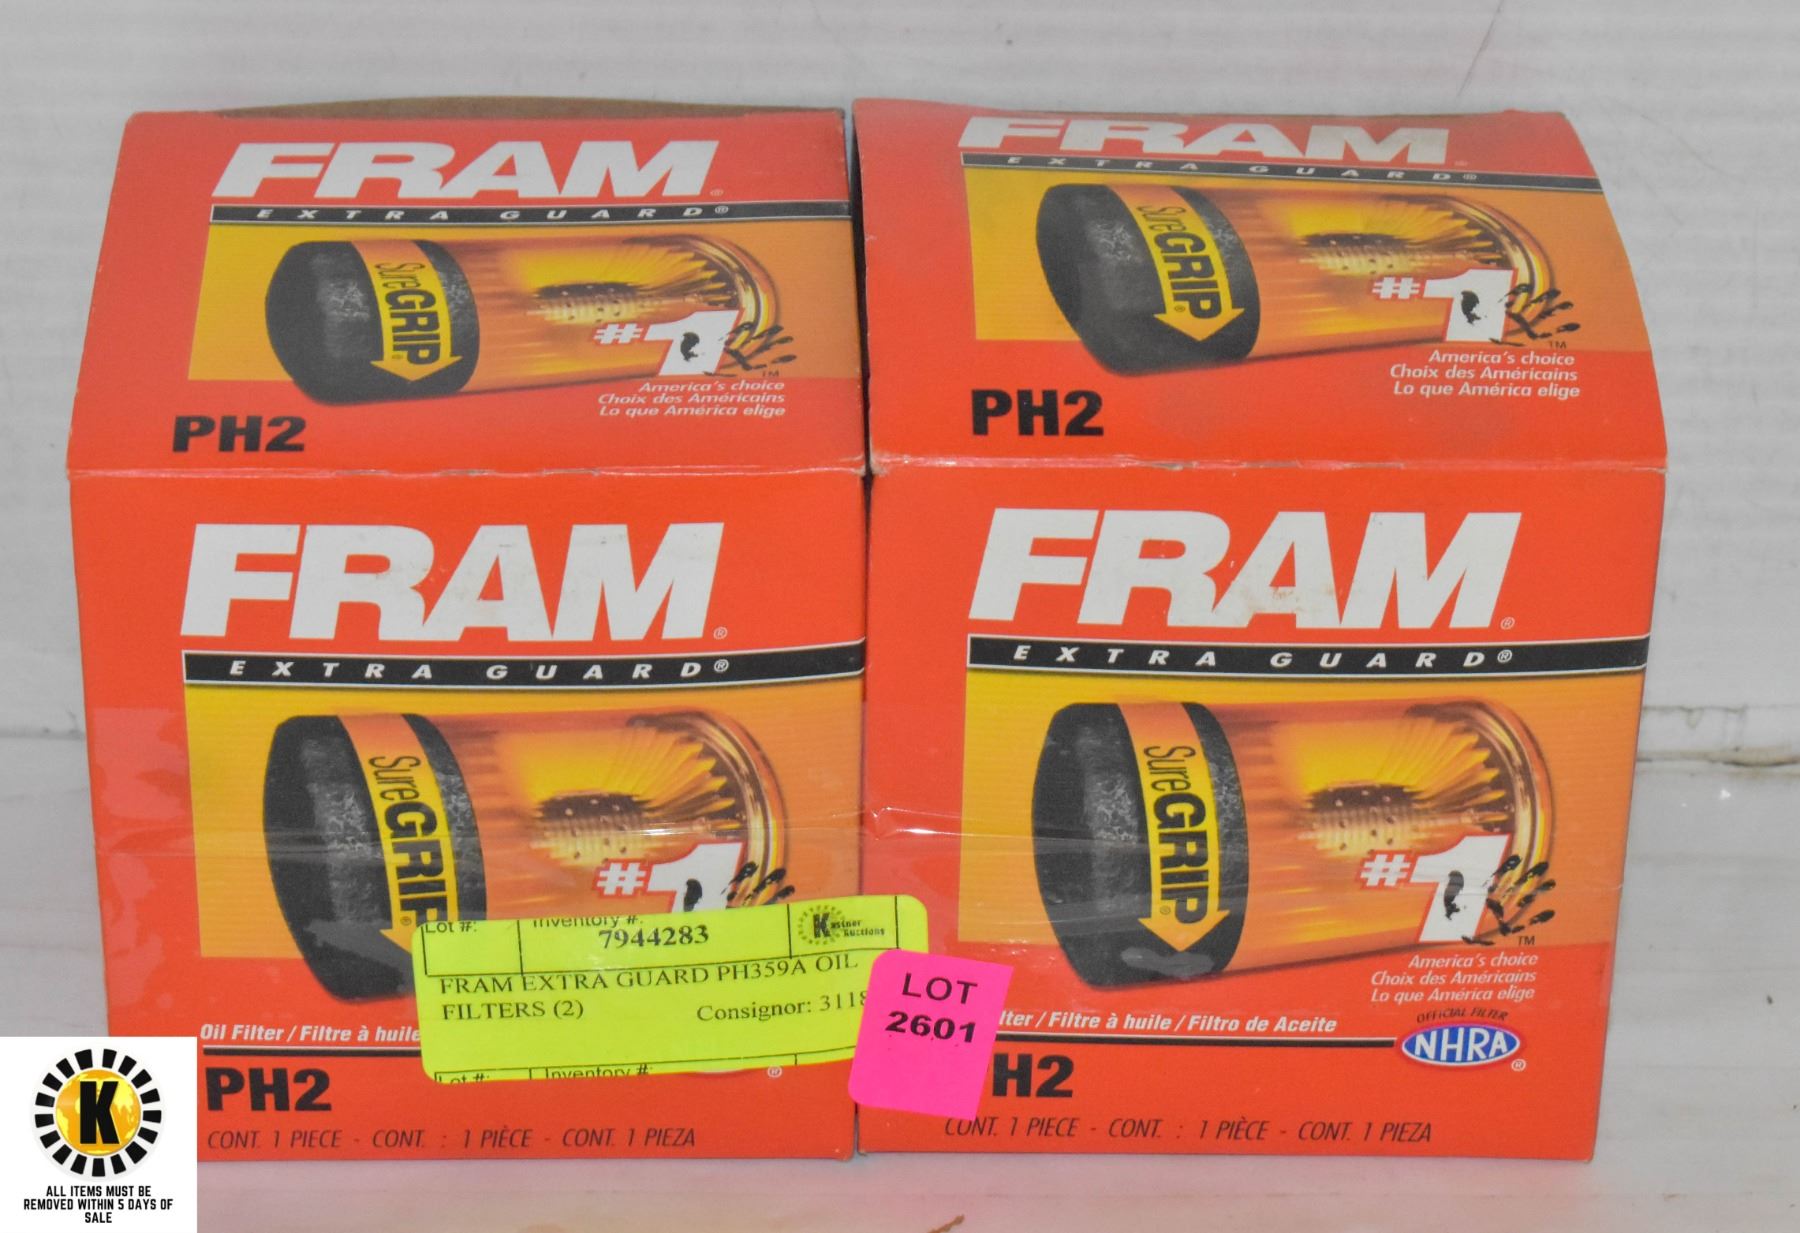 FRAM®
EXTRA GUARD®
SureGRIP®
#1
TM
America's choice
Choix des Américains
Lo que América elige
PH2
FRAM
EXTRA GUARD®
SureGRIP®
#1
TM
America's choice
Choix des Américains
Lo que América elige
PH2
FRAM®
EXTRA GUARD®
SureGRIP®
#1
Oil Filter / Filtre à huile
PH2
®
CONT. 1 PIECE - CONT. : 1 PIÈCE - CONT. 1 PIEZA
FRAM®
EXTRA GUARD®
SureGRIP®
#1
TM
America's choice
Choix des Américains
Lo que América elige
lter / Filtre à huile / Filtro de Aceite
OFFICIAL FILTER
NHRA®
H2
CONT. 1 PIECE - CONT. : 1 PIÈCE - CONT. 1 PIEZA
Lot #: Inventory #:
7944283
Kastner Auctions
FRAM EXTRA GUARD PH359A OIL
FILTERS (2) Consignor: 3118
Lot #: Inventory #:
LOT
2601
K
ALL ITEMS MUST BE
REMOVED WITHIN 5 DAYS OF
SALE